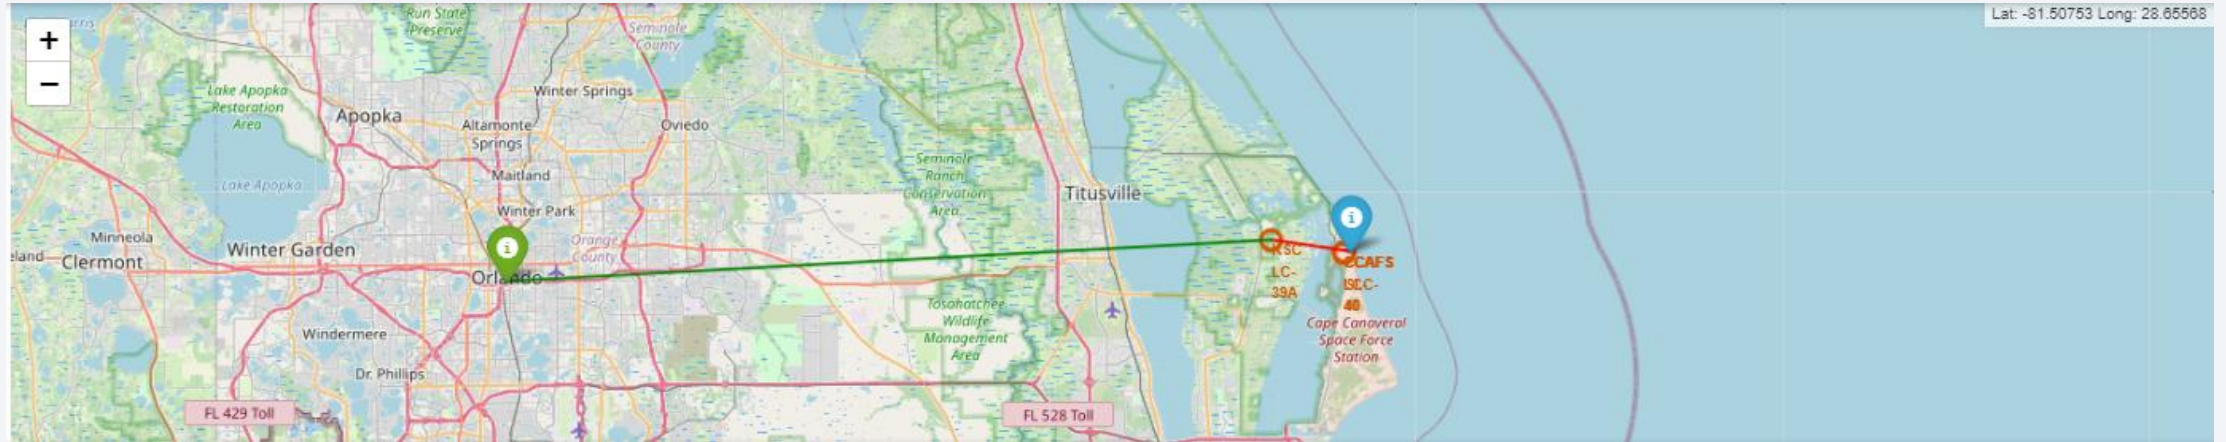 Run State
Preserve
Seminole
County
Lat: -81.50753 Long: 28.65568
+
−
Lake Apopka
Restoration
Area
Winter Springs
Apopka
Altamonte
Springs
Oviedo
Seminole
Ranch
Conservation
Area
Maitland
Lake Apopka
Titusville
Winter Park
Minneola
Winter Garden
Orange
County
eland
Clermont
Orlando
KSC
LC-
39A
CCAFS
40
Tosohatchee
Wildlife
Management
Area
Cape Canaveral
Space Force
Station
Windermere
Dr. Phillips
FL 429 Toll
FL 528 Toll